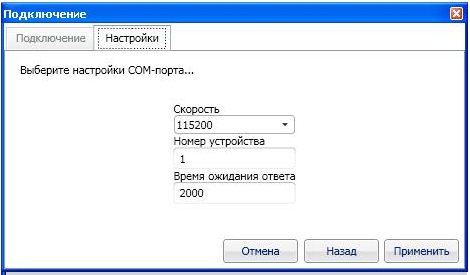 Подключение
Подключение Настройки
Выберите настройки COM-порта...
Скорость
115200
Номер устройства
1
Время ожидания ответа
2000
Отмена Назад Применить